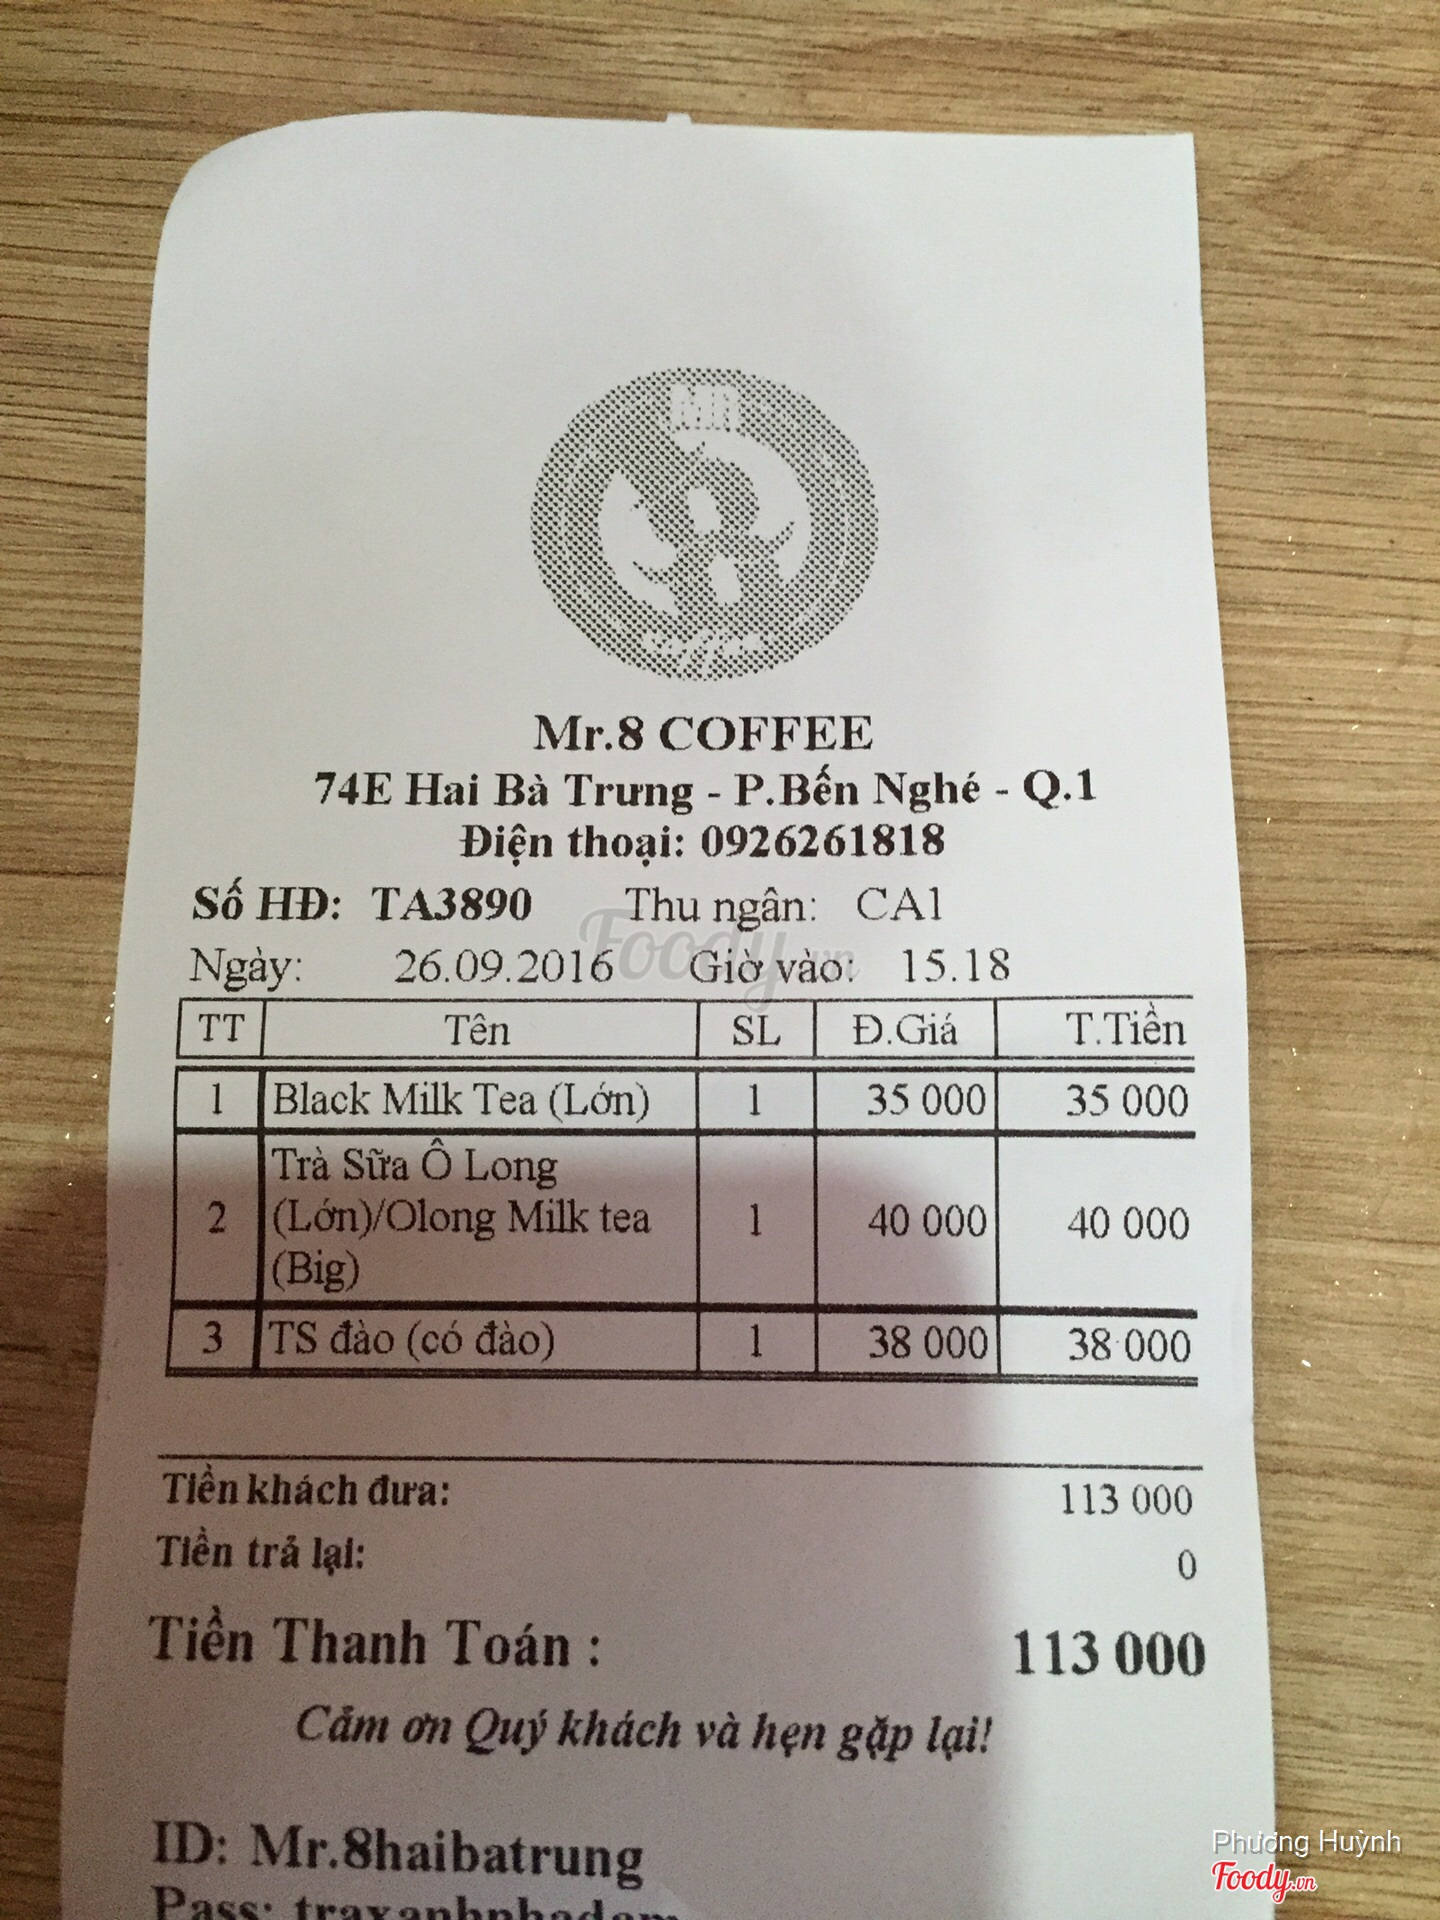 MR
Mr.8 COFFEE
74E Hai Bà Trưng - P.Bến Nghé - Q.1
Điện thoại: 0926261818
Số HĐ: TA3890 Thu ngân: CA1
Ngày: 26.09.2016 Giờ vào: 15.18
Foody.vn
TT Tên SL Đ.Giá T.Tiền
1 Black Milk Tea (Lớn) 1 35 000 35 000
Trà Sữa Ô Long
2 (Lớn)/Olong Milk tea 1 40 000 40 000
(Big)
3 TS đào (có đào) 1 38 000 38 000
Tiền khách đưa: 113 000
Tiền trả lại: 0
Tiền Thanh Toán : 113 000
Cảm ơn Quý khách và hẹn gặp lại!
ID: Mr.8haibatrung
Pass: traxanhphadam
Phương Huỳnh
Foody.vn